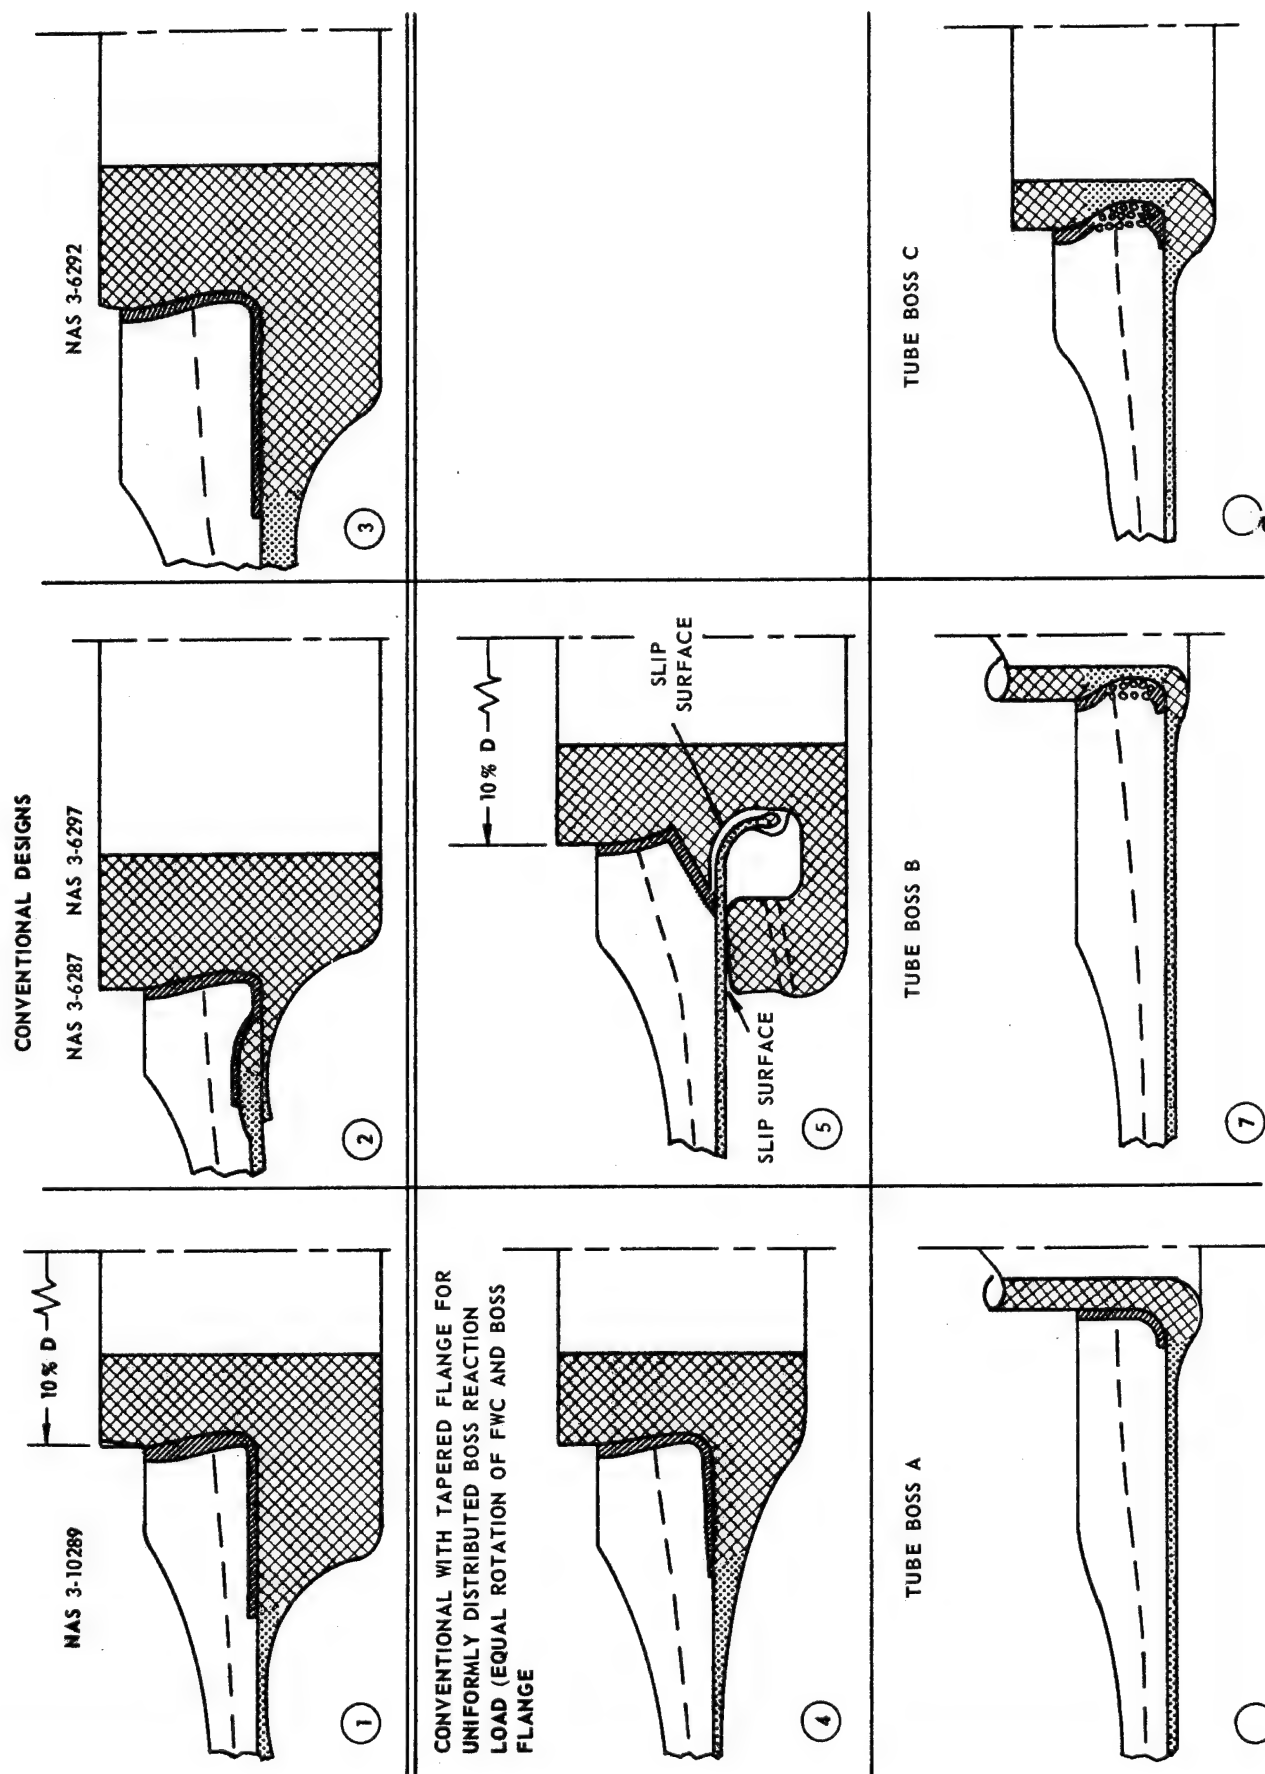 CONVENTIONAL DESIGNS
NAS 3-10289
10% D
1
NAS 3-6287 NAS 3-6297
2
NAS 3-6292
3
CONVENTIONAL WITH TAPERED FLANGE FOR
UNIFORMLY DISTRIBUTED BOSS REACTION
LOAD (EQUAL ROTATION OF FWC AND BOSS
FLANGE
4
10% D
SLIP
SURFACE
SLIP SURFACE
5
TUBE BOSS A
TUBE BOSS B
7
TUBE BOSS C